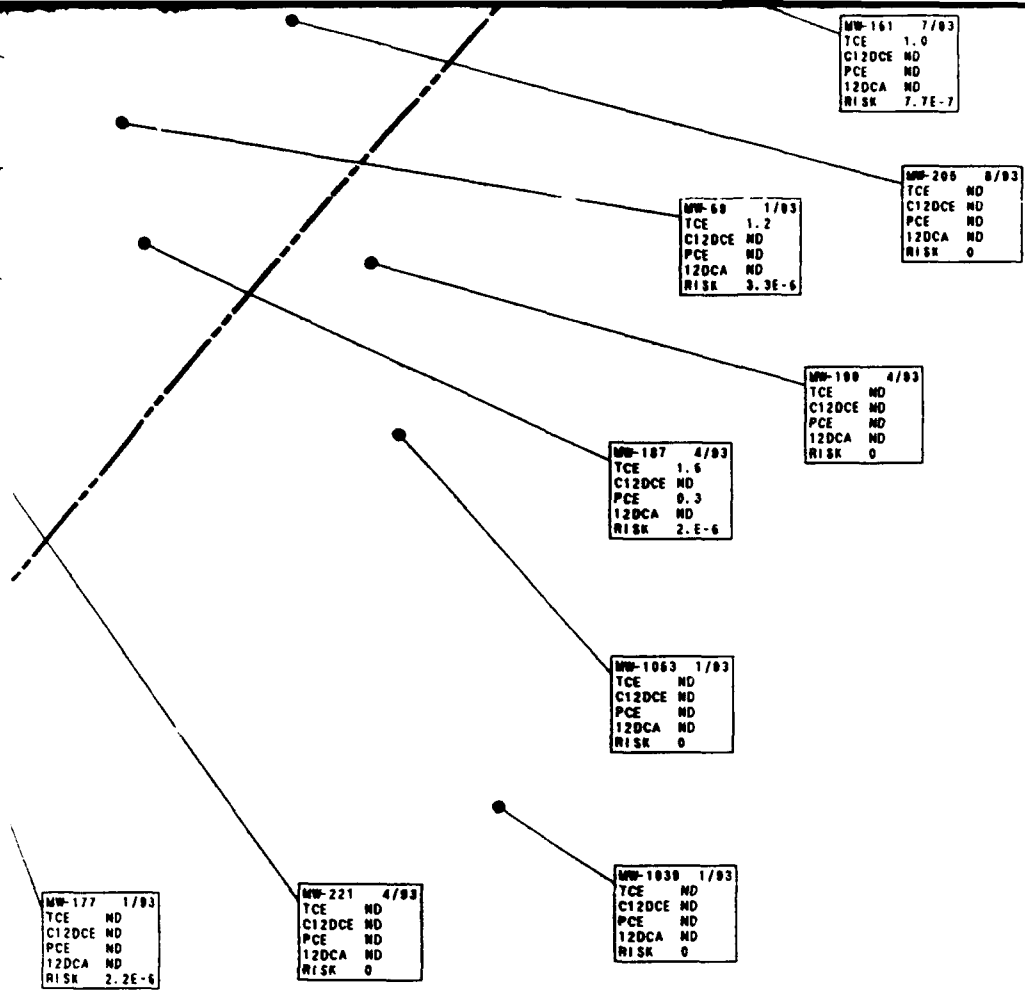 MW-161 7/93
TCE 1.0
C12DCE ND
PCE ND
12DCA ND
RISK 7.7E-7
MW-205 8/93
TCE ND
C12DCE ND
PCE ND
12DCA ND
RISK 0
MW-68 1/93
TCE 1.2
C12DCE ND
PCE ND
12DCA ND
RISK 3.3E-6
MW-199 4/93
TCE ND
C12DCE ND
PCE ND
12DCA ND
RISK 0
MW-187 4/93
TCE 1.6
C12DCE ND
PCE 0.3
12DCA ND
RISK 2.E-6
MW-1053 1/93
TCE ND
C12DCE ND
PCE ND
12DCA ND
RISK 0
MW-1039 1/93
TCE ND
C12DCE ND
PCE ND
12DCA ND
RISK 0
MW-221 4/93
TCE ND
C12DCE ND
PCE ND
12DCA ND
RISK 0
MW-177 1/93
TCE ND
C12DCE ND
PCE ND
12DCA ND
RISK 2.2E-6